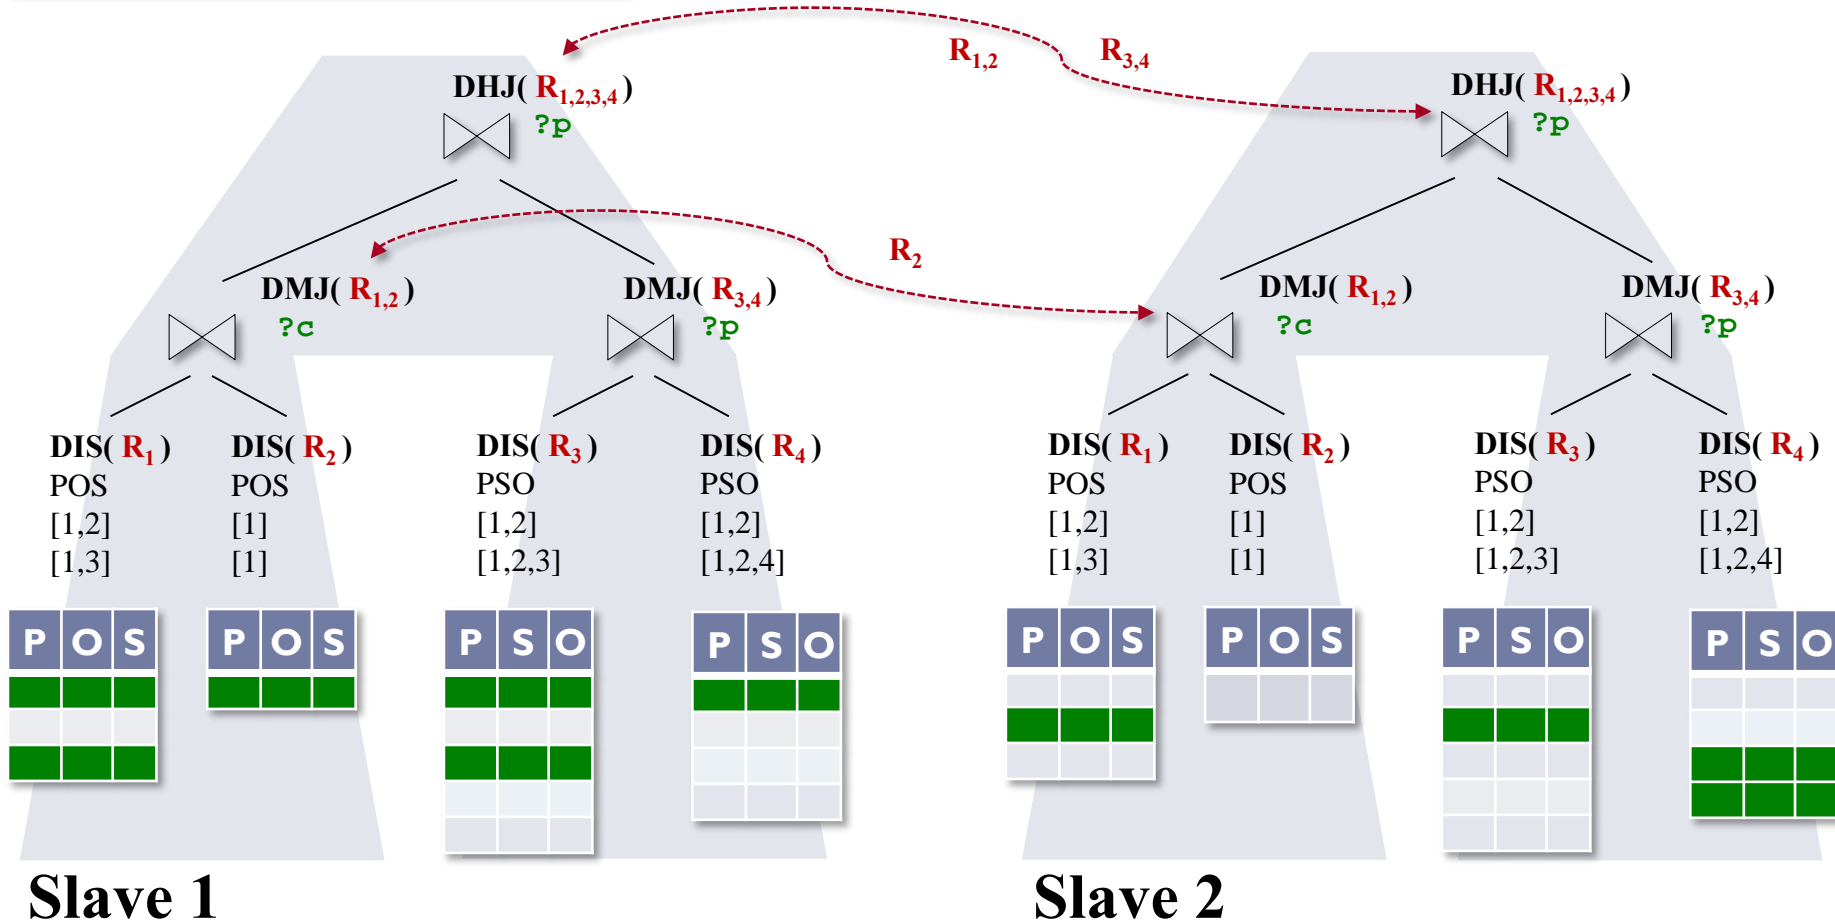 R1,2 R3,4
DHJ( R1,2,3,4 )
?p
DHJ( R1,2,3,4 )
?p
R2
DMJ( R1,2 )
?c
DMJ( R3,4 )
?p
DMJ( R1,2 )
?c
DMJ( R3,4 )
?p
DIS( R1 )
POS
[1,2]
[1,3]
DIS( R2 )
POS
[1]
[1]
DIS( R3 )
PSO
[1,2]
[1,2,3]
DIS( R4 )
PSO
[1,2]
[1,2,4]
DIS( R1 )
POS
[1,2]
[1,3]
DIS( R2 )
POS
[1]
[1]
DIS( R3 )
PSO
[1,2]
[1,2,3]
DIS( R4 )
PSO
[1,2]
[1,2,4]
P O S
P O S
P S O
P S O
P O S
P O S
P S O
P S O
Slave 1
Slave 2